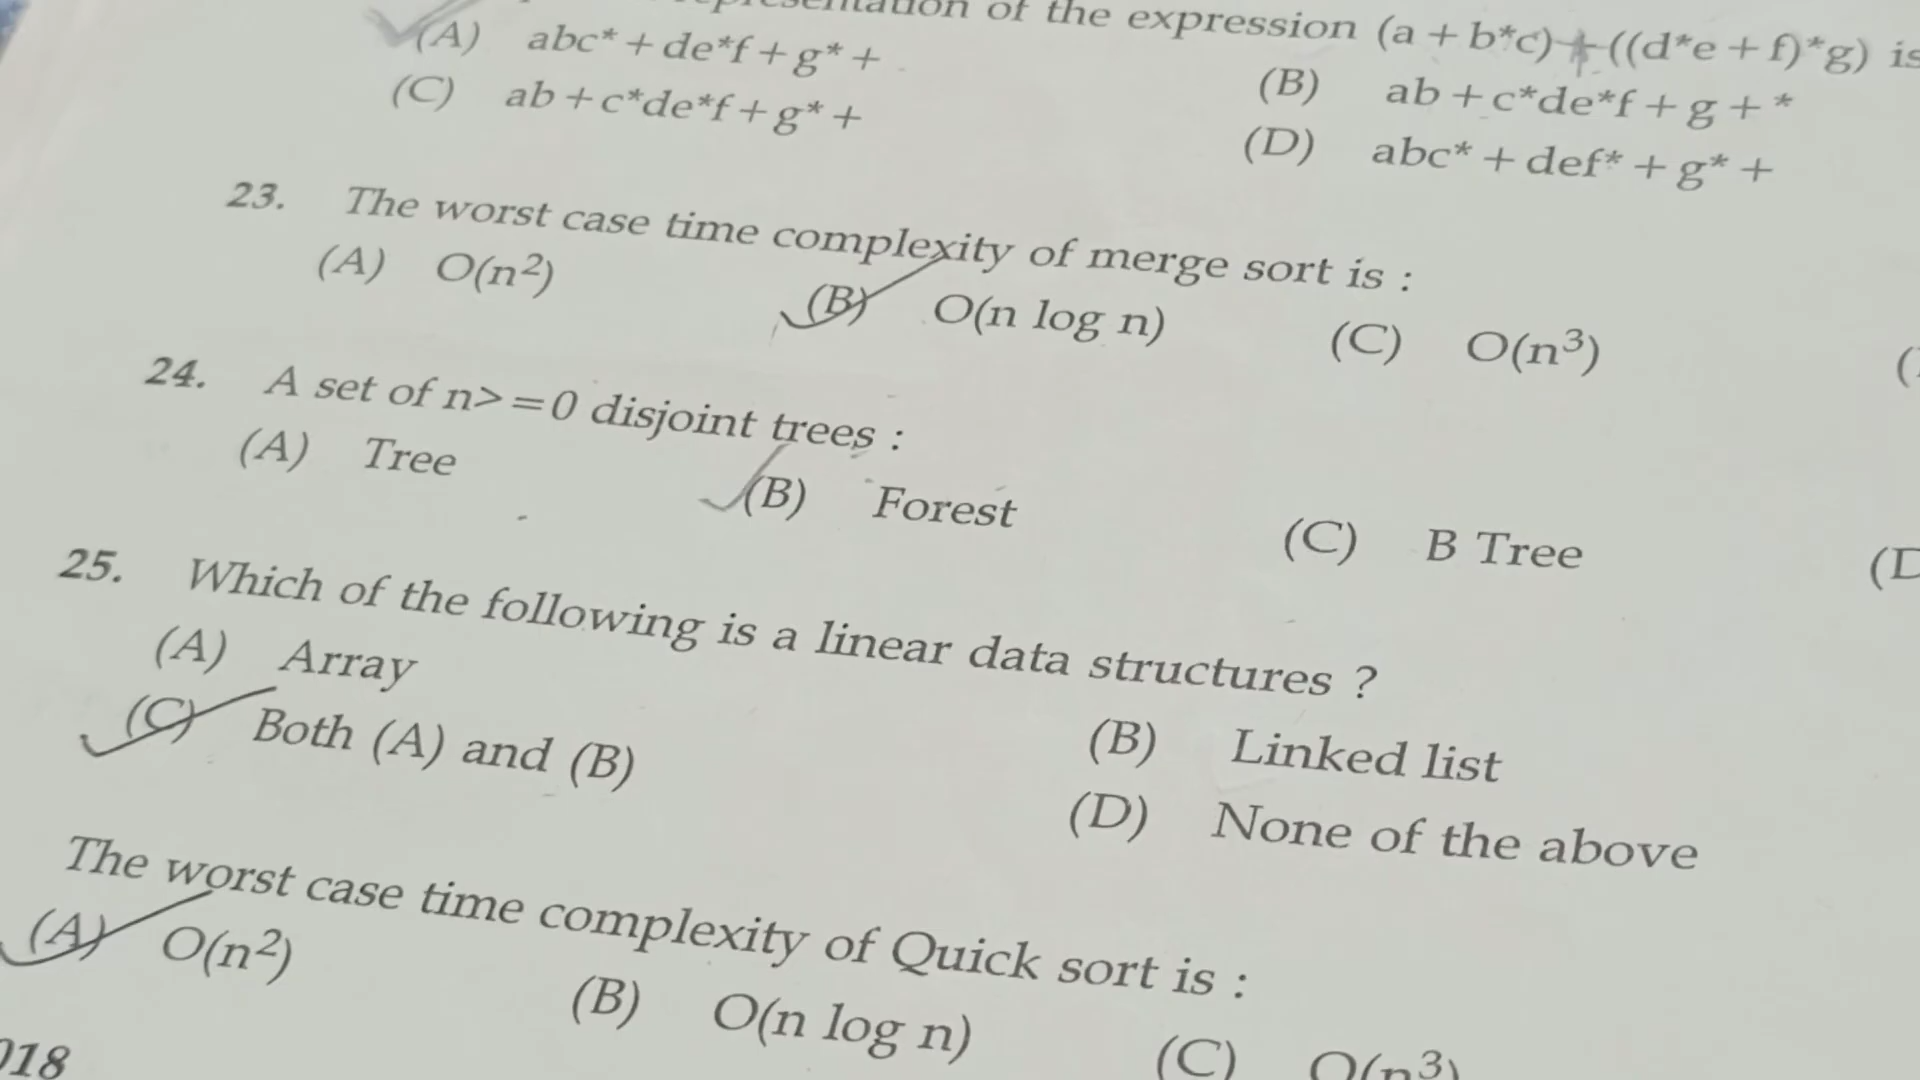 of the expression (a + b*c) + ((d*e + f)*g) is
(A) abc* + de*f + g* +
(B) ab + c*de*f + g + *
(C) ab + c*de*f + g* +
(D) abc* + def* + g* +
23. The worst case time complexity of merge sort is :
(A) O(n²) (B) O(n log n) (C) O(n³)
24. A set of n> =0 disjoint trees :
(A) Tree (B) Forest (C) B Tree (D
25. Which of the following is a linear data structures ?
(A) Array
(B) Linked list
(C) Both (A) and (B)
(D) None of the above
The worst case time complexity of Quick sort is :
(A) O(n²) (B) O(n log n) (C) O(n³)
018